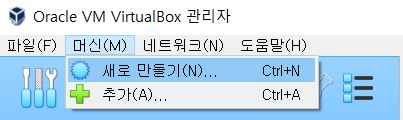 Oracle VM VirtualBox 관리자
파일(F) 머신(M) 네트워크(N) 도움말(H)
새로 만들기(N)... Ctrl+N
추가(A)... Ctrl+A